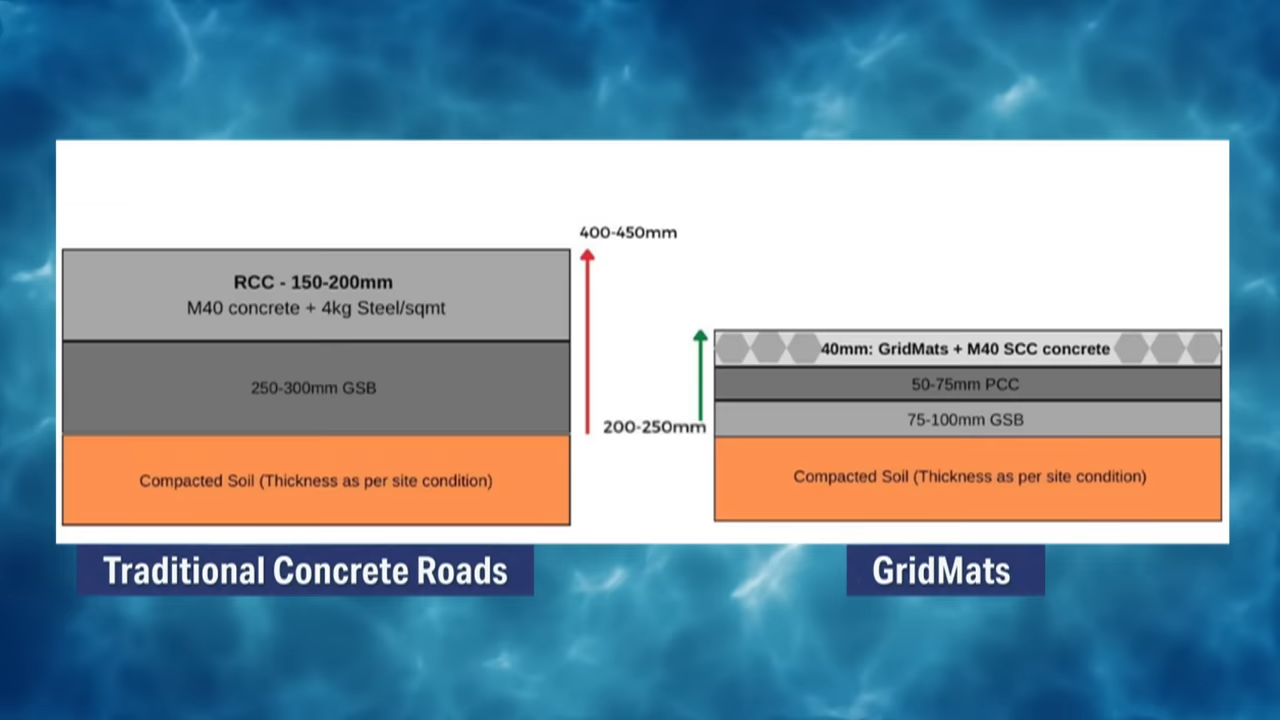 400-450mm
RCC - 150-200mm
M40 concrete + 4kg Steel/sqmt
250-300mm GSB
Compacted Soil (Thickness as per site condition)
200-250mm
40mm: GridMats + M40 SCC concrete
50-75mm PCC
75-100mm GSB
Compacted Soil (Thickness as per site condition)
Traditional Concrete Roads
GridMats